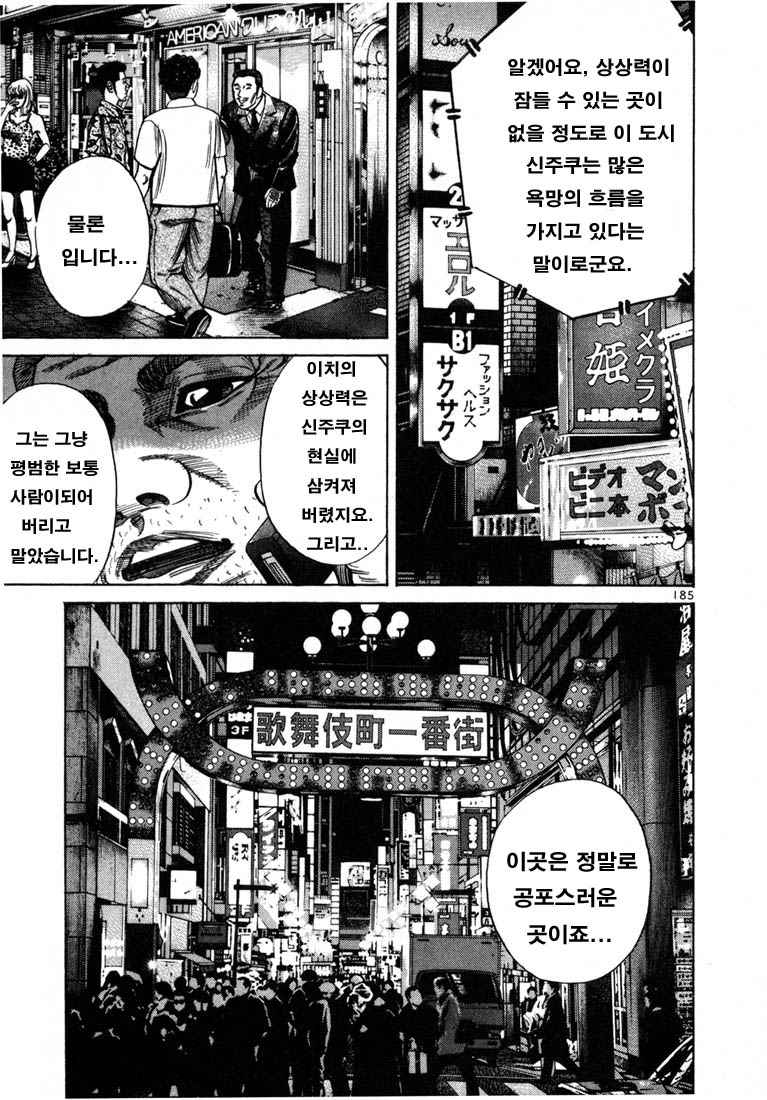 알겠어요, 상상력이
잠들 수 있는 곳이
없을 정도로 이 도시
신주쿠는 많은
욕망의 흐름을
가지고 있다는
말이로군요.
AMERICAN
물론
입니다...
2
マッサ
エ
1F
B1
ファッション
ヘルス
サクサク
姫
イメクラ
ビデオ
ビニ本
マン
ボー
이치의
상상력은
신주쿠의
현실에
삼켜져
버렸지요.
그리고..
그는 그냥
평범한 보통
사람이되어
버리고
말았습니다.
185
3F
歌舞伎町一番街
이곳은 정말로
공포스러운
곳이죠...